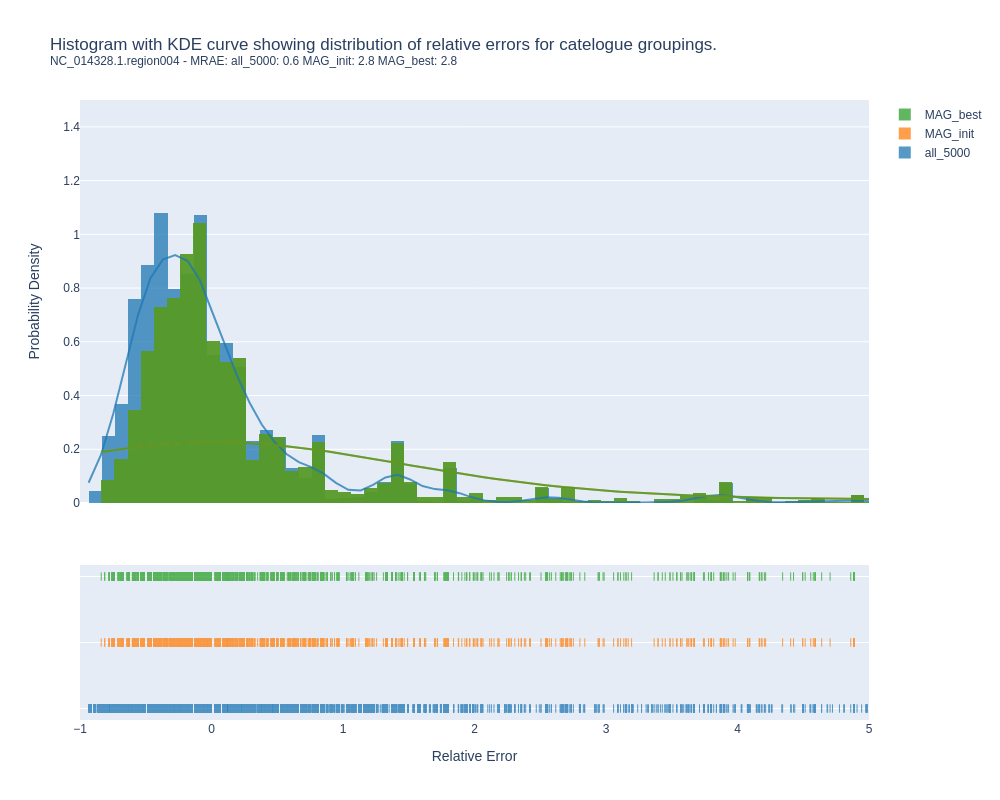 Histogram with KDE curve showing distribution of relative errors for catelogue groupings.
NC_014328.1.region004 - MRAE: all_5000: 0.6 MAG_init: 2.8 MAG_best: 2.8
MAG_best
MAG_init
all_5000
Probability Density
1.4
1.2
1
0.8
0.6
0.4
0.2
0
−1
0
1
2
3
4
5
Relative Error